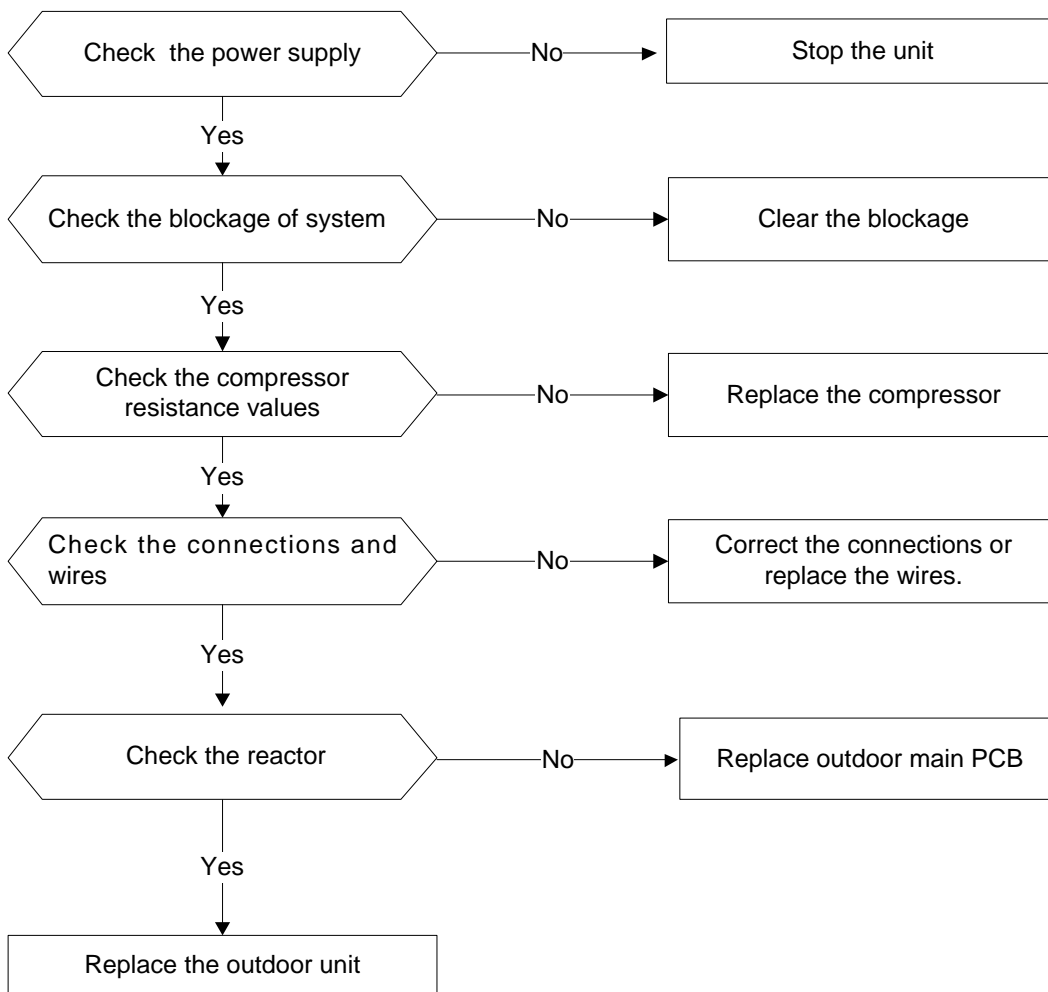 Check the power supply
No
Stop the unit
Yes
Check the blockage of system
No
Clear the blockage
Yes
Check the compressor
resistance values
No
Replace the compressor
Yes
Check the connections and
wires
No
Correct the connections or
replace the wires.
Yes
Check the reactor
No
Replace outdoor main PCB
Yes
Replace the outdoor unit